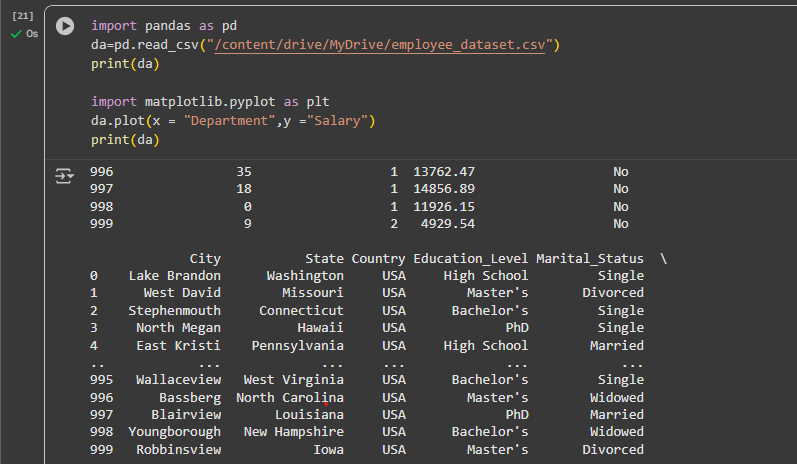 [21]
0s
import pandas as pd
da=pd.read_csv("/content/drive/MyDrive/employee_dataset.csv")
print(da)
import matplotlib.pyplot as plt
da.plot(x = "Department",y ="Salary")
print(da)
996 35 1 13762.47 No
997 18 1 14856.89 No
998 0 1 11926.15 No
999 9 2 4929.54 No
City State Country Education_Level Marital_Status \
0 Lake Brandon Washington USA High School Single
1 West David Missouri USA Master's Divorced
2 Stephenmouth Connecticut USA Bachelor's Single
3 North Megan Hawaii USA PhD Single
4 East Kristi Pennsylvania USA High School Married
.. ... ... ... ... ...
995 Wallaceview West Virginia USA Bachelor's Single
996 Bassberg North Carolina USA Master's Widowed
997 Blairview Louisiana USA PhD Married
998 Youngborough New Hampshire USA Bachelor's Widowed
999 Robbinsview Iowa USA Master's Divorced